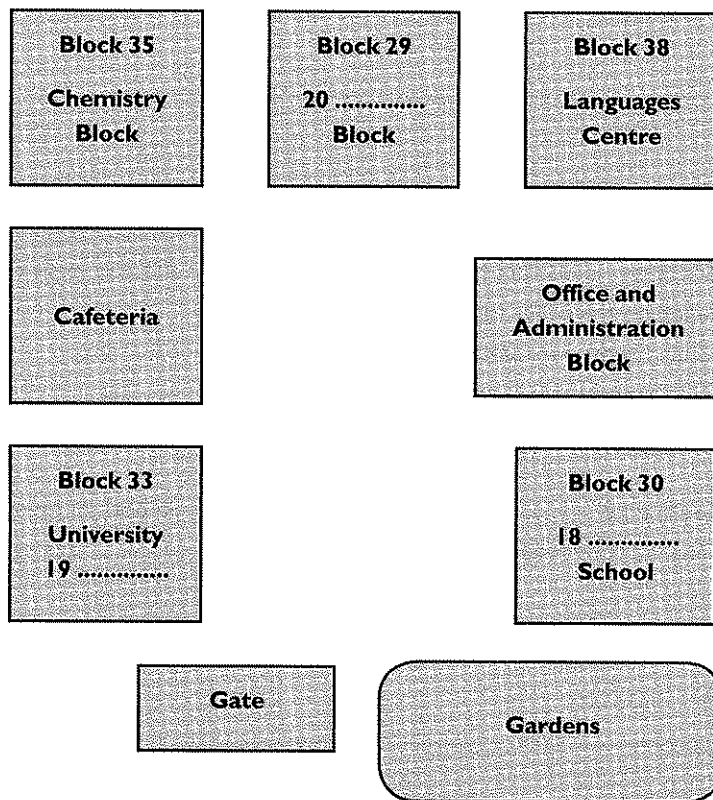 Block 35
Chemistry
Block
Block 29
20 ..............
Block
Block 38
Languages
Centre
Cafeteria
Office and
Administration
Block
Block 33
University
19 ..............
Block 30
18 ..............
School
Gate
Gardens